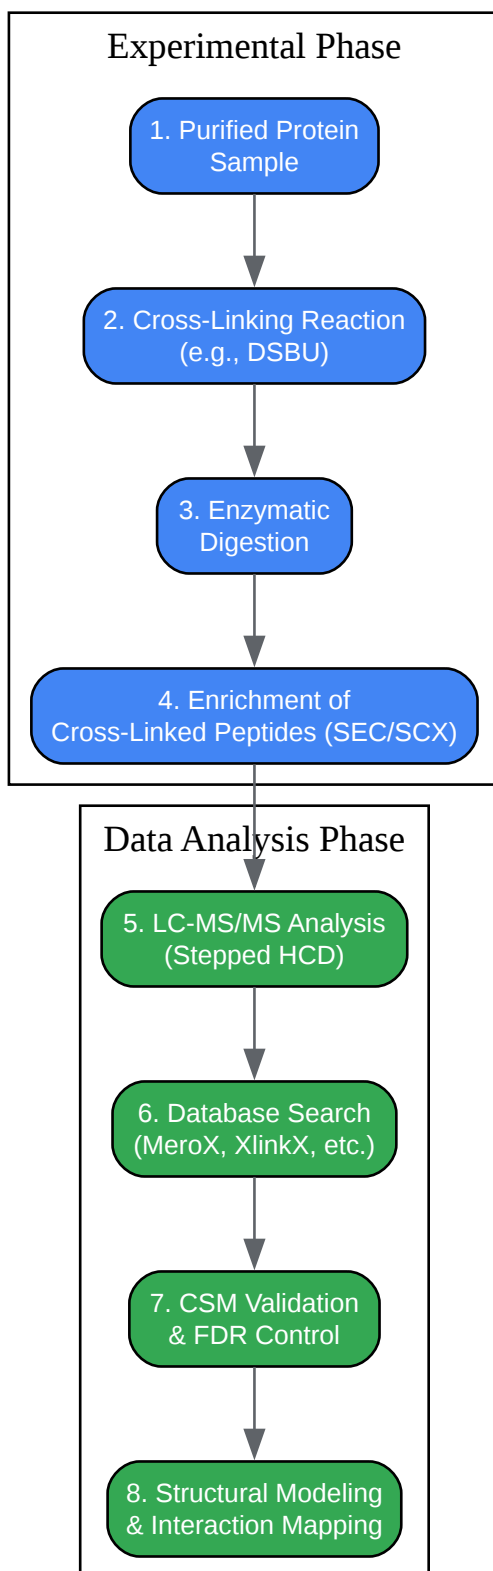 Experimental Phase
1. Purified Protein
Sample
2. Cross-Linking Reaction
(e.g., DSBU)
3. Enzymatic
Digestion
4. Enrichment of
Cross-Linked Peptides (SEC/SCX)
Data Analysis Phase
5. LC-MS/MS Analysis
(Stepped HCD)
6. Database Search
(MeroX, XlinkX, etc.)
7. CSM Validation
& FDR Control
8. Structural Modeling
& Interaction Mapping